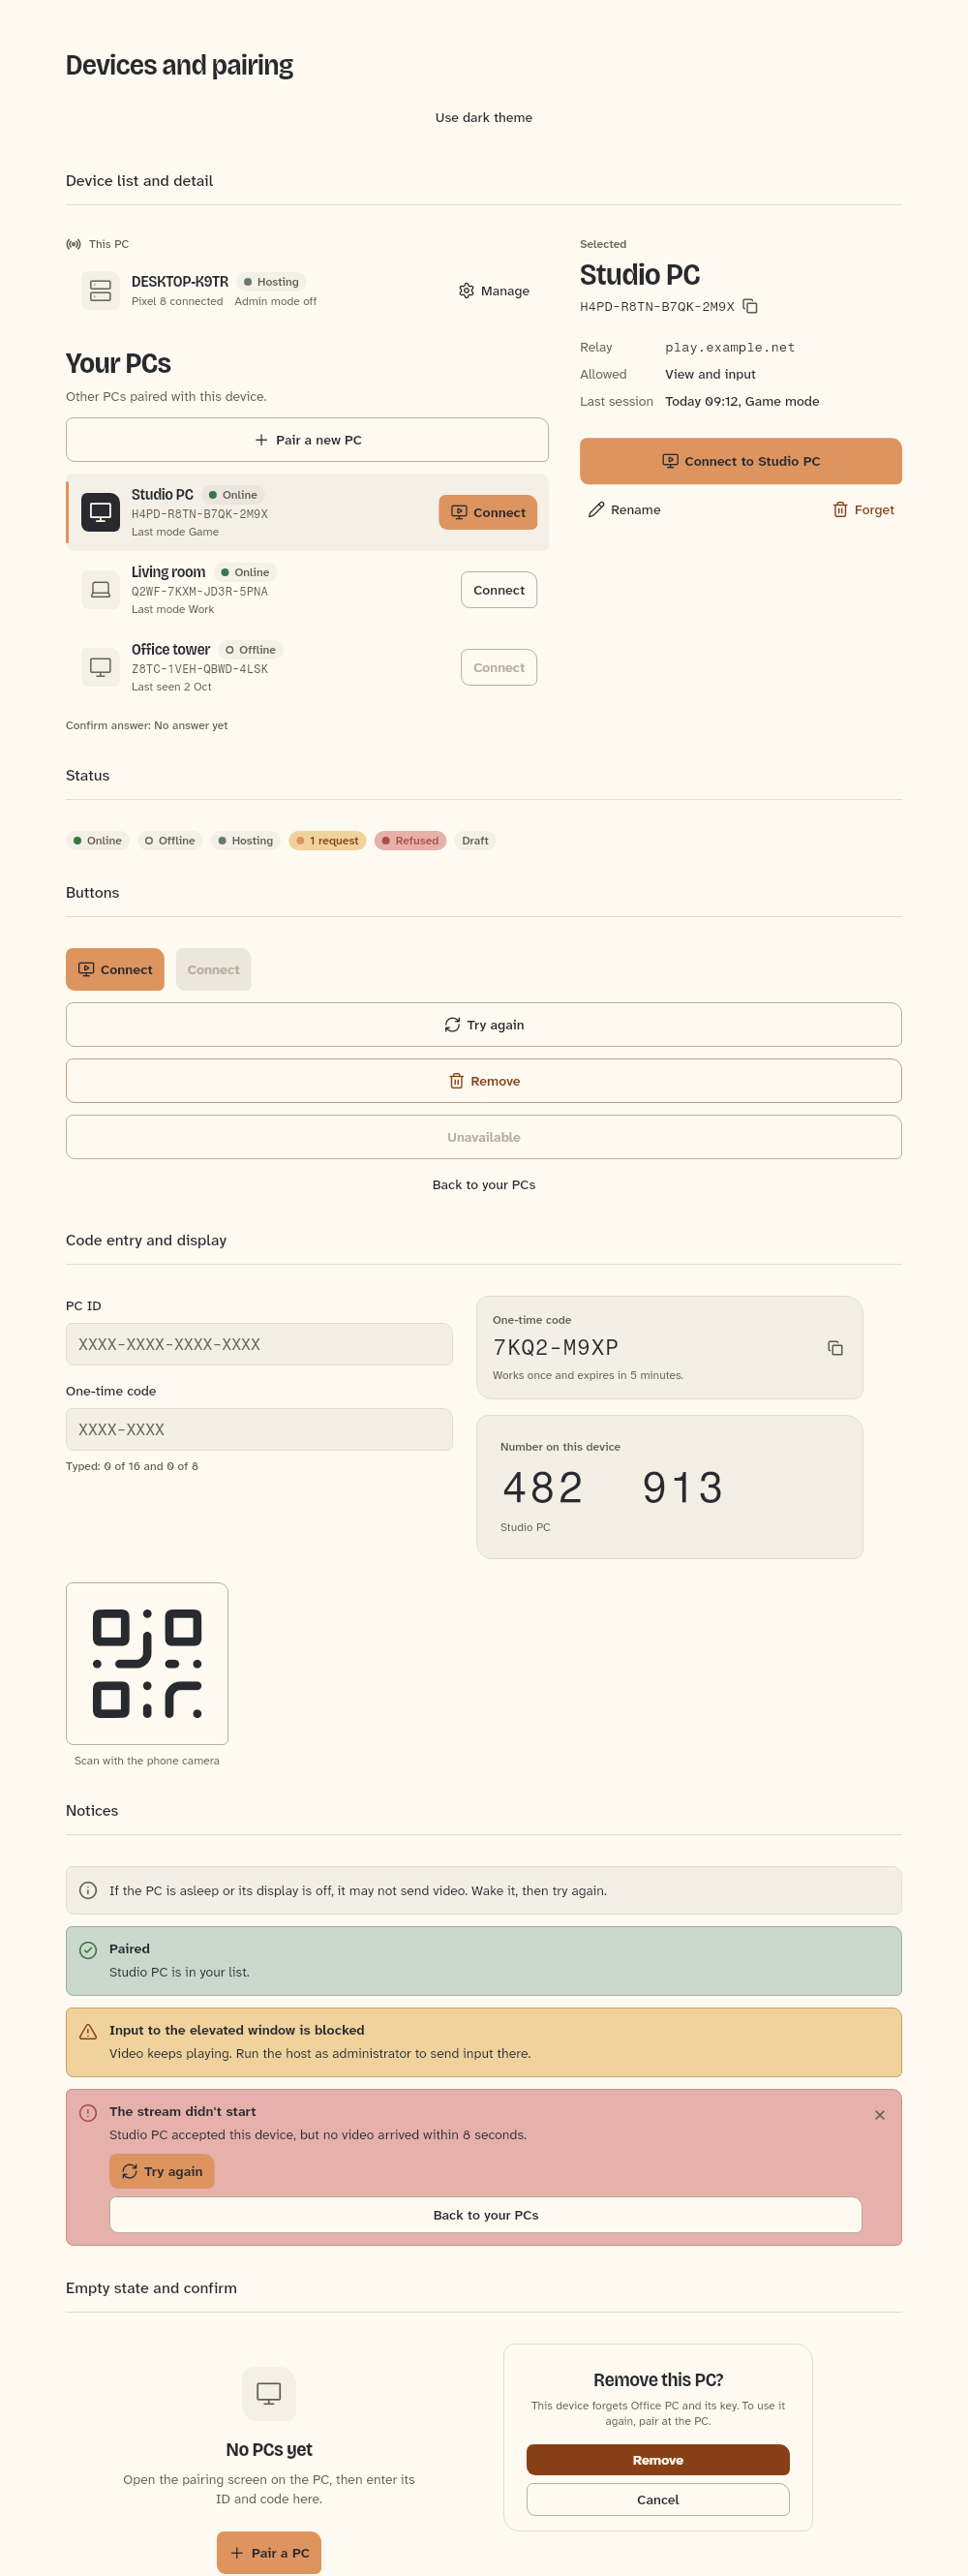 Devices and pairing
Use dark theme
Device list and detail
This PC
DESKTOP-K9TR Hosting
Pixel 8 connected Admin mode off
Manage
Your PCs
Other PCs paired with this device.
Pair a new PC
Studio PC Online
H4PD-R8TN-B7QK-2M9X
Last mode Game
Connect
Living room Online
Q2WF-7KXM-JD3R-5PNA
Last mode Work
Connect
Office tower Offline
Z8TC-1VEH-QBWD-4LSK
Last seen 2 Oct
Connect
Confirm answer: No answer yet
Selected
Studio PC
H4PD-R8TN-B7QK-2M9X
Relay play.example.net
Allowed View and input
Last session Today 09:12, Game mode
Connect to Studio PC
Rename Forget
Status
Online Offline Hosting 1 request Refused Draft
Buttons
Connect Connect
Try again
Remove
Unavailable
Back to your PCs
Code entry and display
PC ID
XXXX-XXXX-XXXX-XXXX
One-time code
XXXX-XXXX
Typed: 0 of 16 and 0 of 8
One-time code
7KQ2-M9XP
Works once and expires in 5 minutes.
Number on this device
482 913
Studio PC
Scan with the phone camera
Notices
If the PC is asleep or its display is off, it may not send video. Wake it, then try again.
Paired
Studio PC is in your list.
Input to the elevated window is blocked
Video keeps playing. Run the host as administrator to send input there.
The stream didn't start
Studio PC accepted this device, but no video arrived within 8 seconds.
Try again
Back to your PCs
Empty state and confirm
No PCs yet
Open the pairing screen on the PC, then enter its
ID and code here.
Pair a PC
Remove this PC?
This device forgets Office PC and its key. To use it
again, pair at the PC.
Remove
Cancel